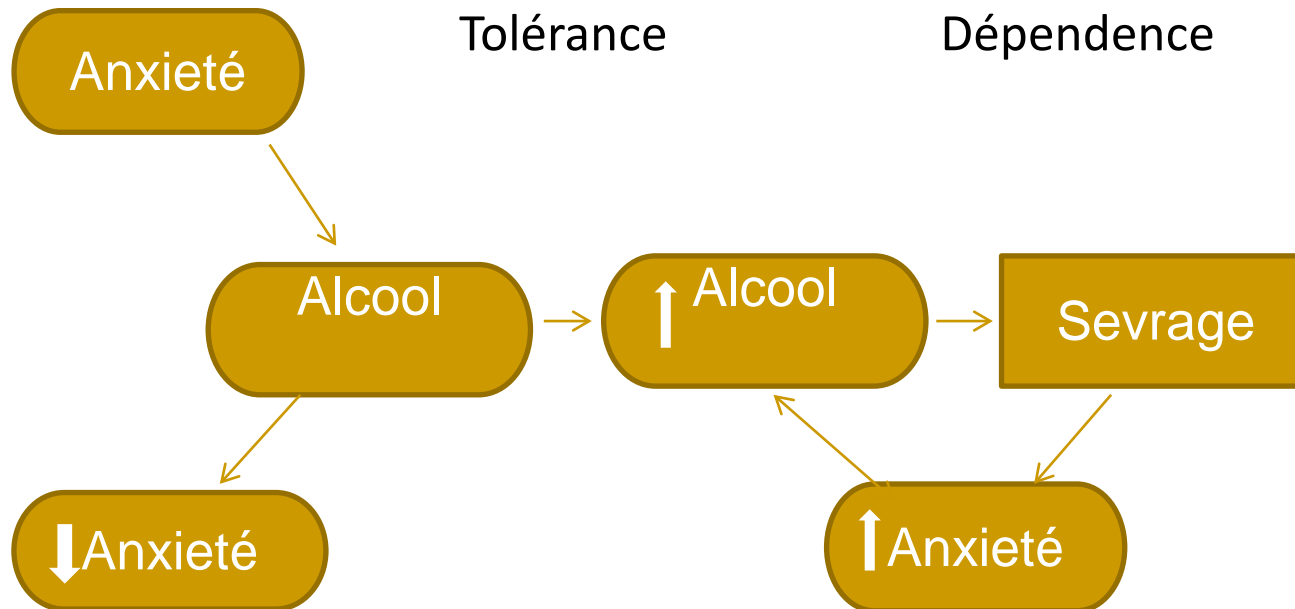 Tolérance
Dépendence
Anxieté
Alcool
Alcool
Sevrage
Anxieté
Anxieté